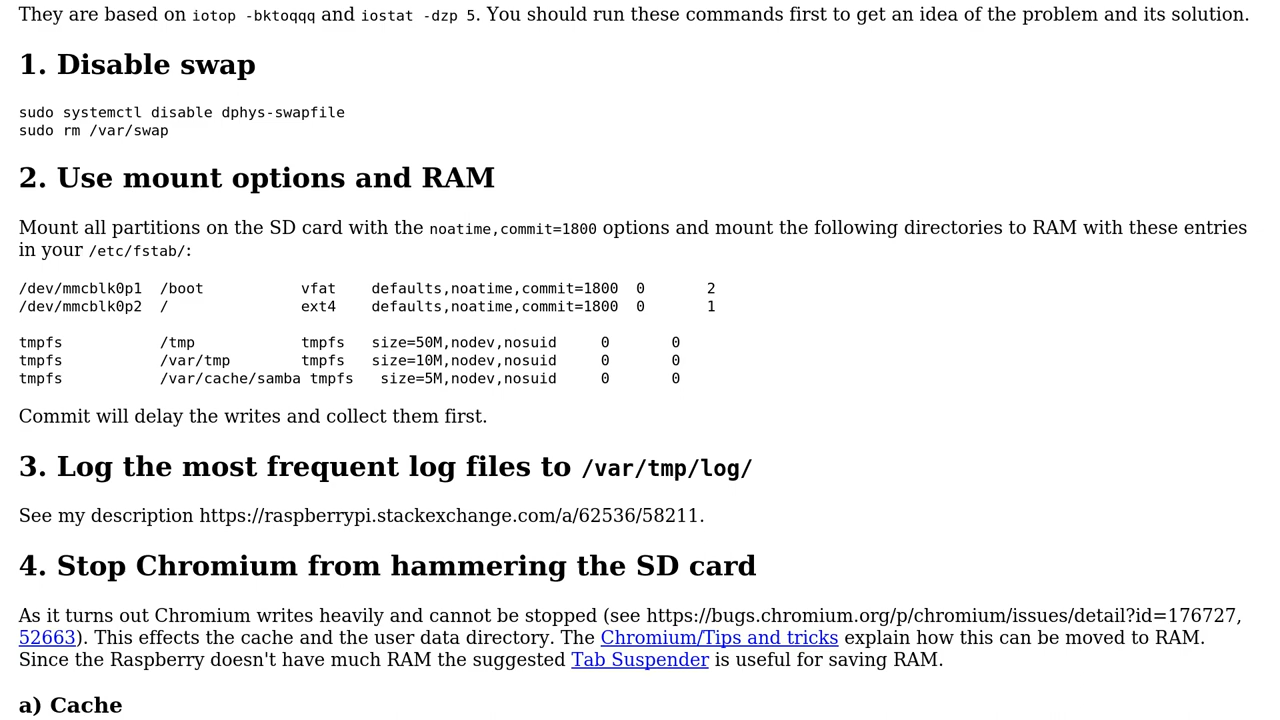 They are based on iotop -bktoqqq and iostat -dzp 5. You should run these commands first to get an idea of the problem and its solution.
1. Disable swap
sudo systemctl disable dphys-swapfile
sudo rm /var/swap
2. Use mount options and RAM
Mount all partitions on the SD card with the noatime,commit=1800 options and mount the following directories to RAM with these entries
in your /etc/fstab/:
/dev/mmcblk0p1  /boot           vfat    defaults,noatime,commit=1800  0       2
/dev/mmcblk0p2  /               ext4    defaults,noatime,commit=1800  0       1
tmpfs           /tmp            tmpfs   size=50M,nodev,nosuid     0       0
tmpfs           /var/tmp        tmpfs   size=10M,nodev,nosuid     0       0
tmpfs           /var/cache/samba tmpfs   size=5M,nodev,nosuid     0       0
Commit will delay the writes and collect them first.
3. Log the most frequent log files to /var/tmp/log/
See my description https://raspberrypi.stackexchange.com/a/62536/58211.
4. Stop Chromium from hammering the SD card
As it turns out Chromium writes heavily and cannot be stopped (see https://bugs.chromium.org/p/chromium/issues/detail?id=176727,
52663). This effects the cache and the user data directory. The Chromium/Tips and tricks explain how this can be moved to RAM.
Since the Raspberry doesn't have much RAM the suggested Tab Suspender is useful for saving RAM.
a) Cache